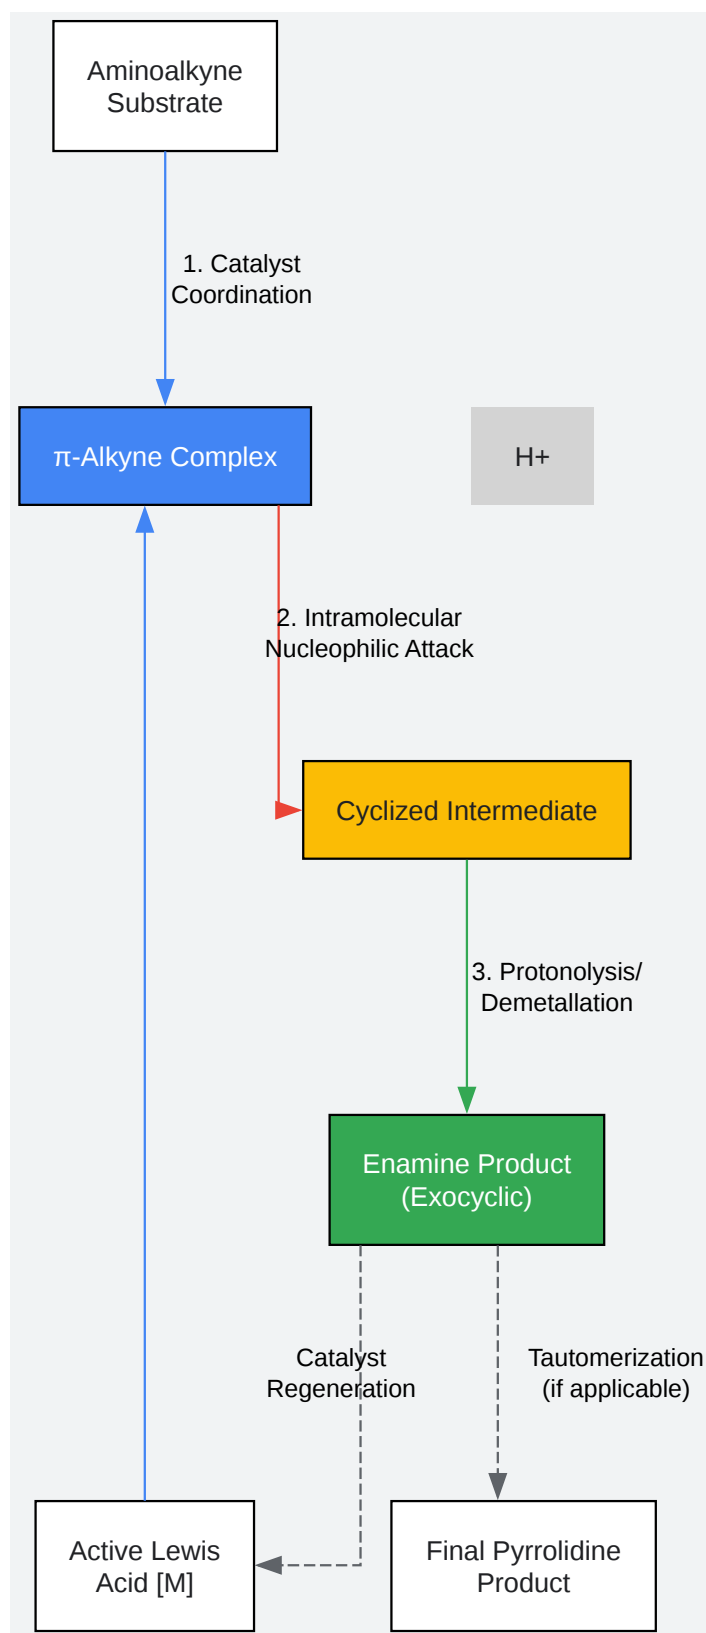 Aminoalkyne
Substrate
1. Catalyst
Coordination
π-Alkyne Complex
H+
2. Intramolecular
Nucleophilic Attack
Cyclized Intermediate
3. Protonolysis/
Demetallation
Enamine Product
(Exocyclic)
Catalyst
Regeneration
Tautomerization
(if applicable)
Active Lewis
Acid [M]
Final Pyrrolidine
Product